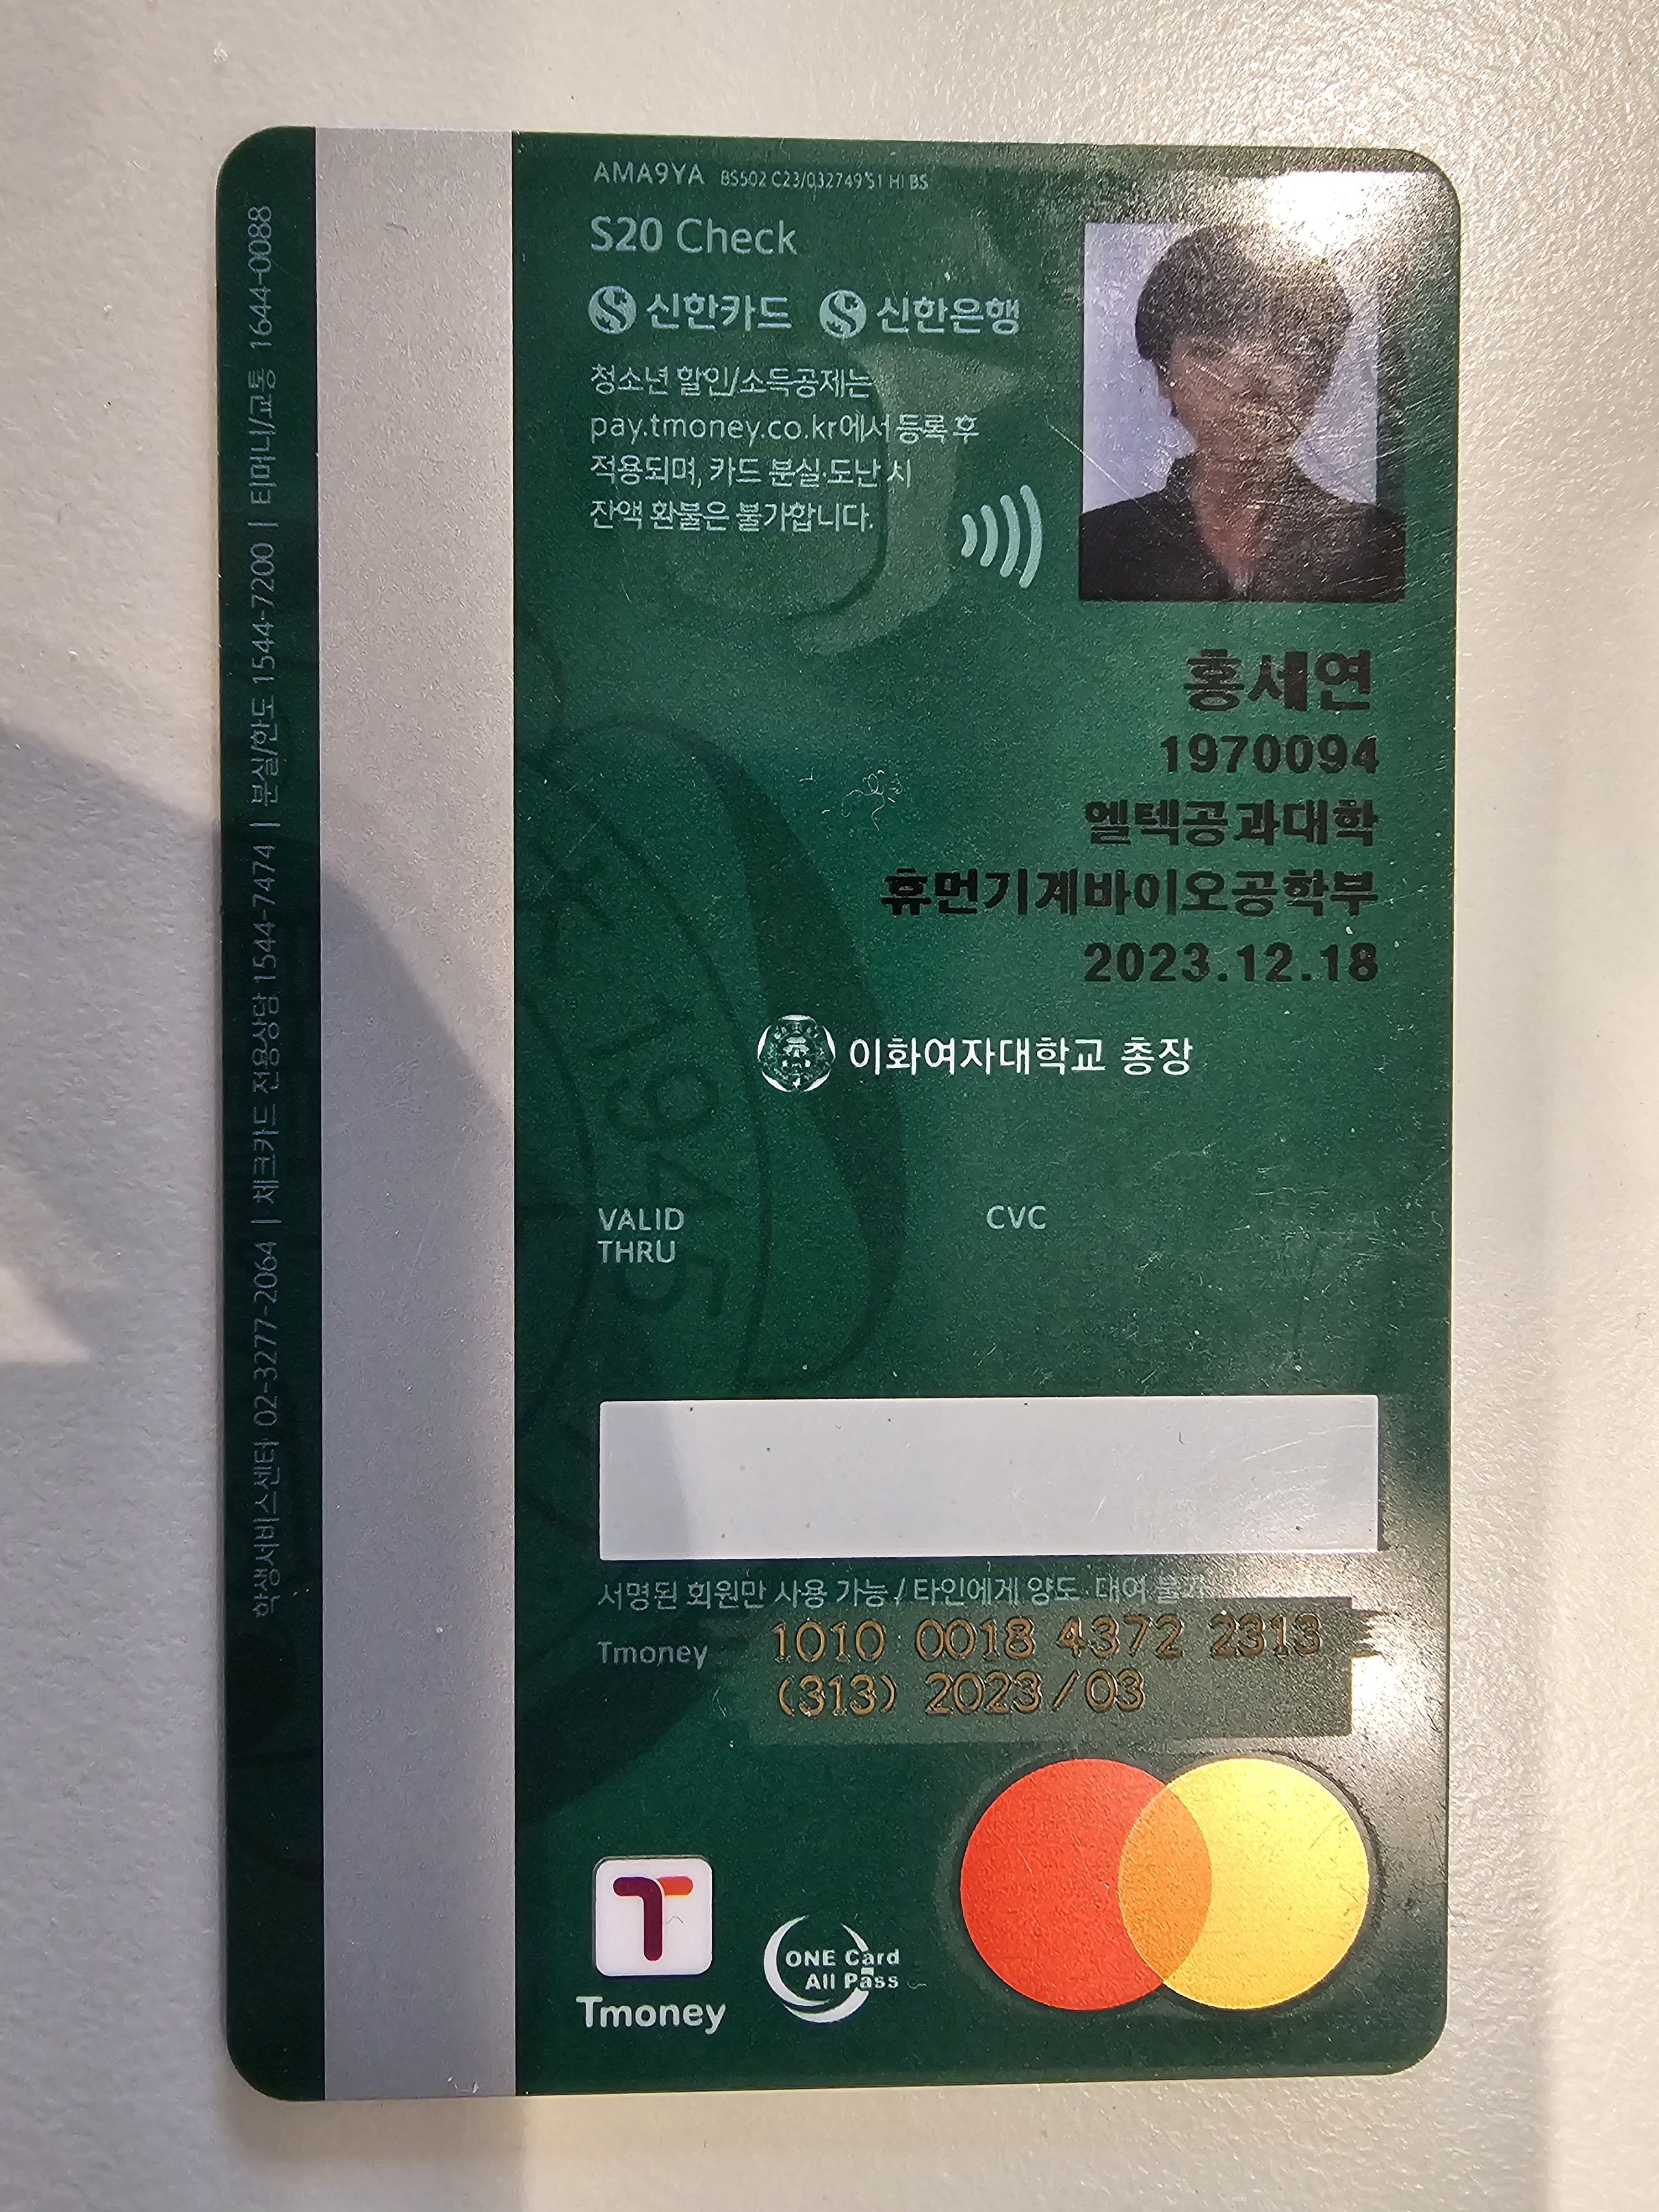 AMA9YA
S20 Check
신한카드 신한은행
청소년 할인/소득공제는
pay.tmoney.co.kr에서 등록 후
적용되며, 카드 분실·도난 시
잔액 환불은 불가합니다.
홍세연
1970094
엘텍공과대학
휴먼기계바이오공학부
2023.12.18
이화여자대학교 총장
1945
VALID
THRU
CVC
서명된 회원만 사용 가능 / 타인에게 양도· 대여 불가
Tmoney 1010 0018 4372 2313
(313) 2023/03
Tmoney
ONE Card
All Pass
학생서비스센터 02-3277-2064 | 체크카드 전용상담 1544-7474 | 분실/한도 1544-7200 | 티머니/교통 1644-0088